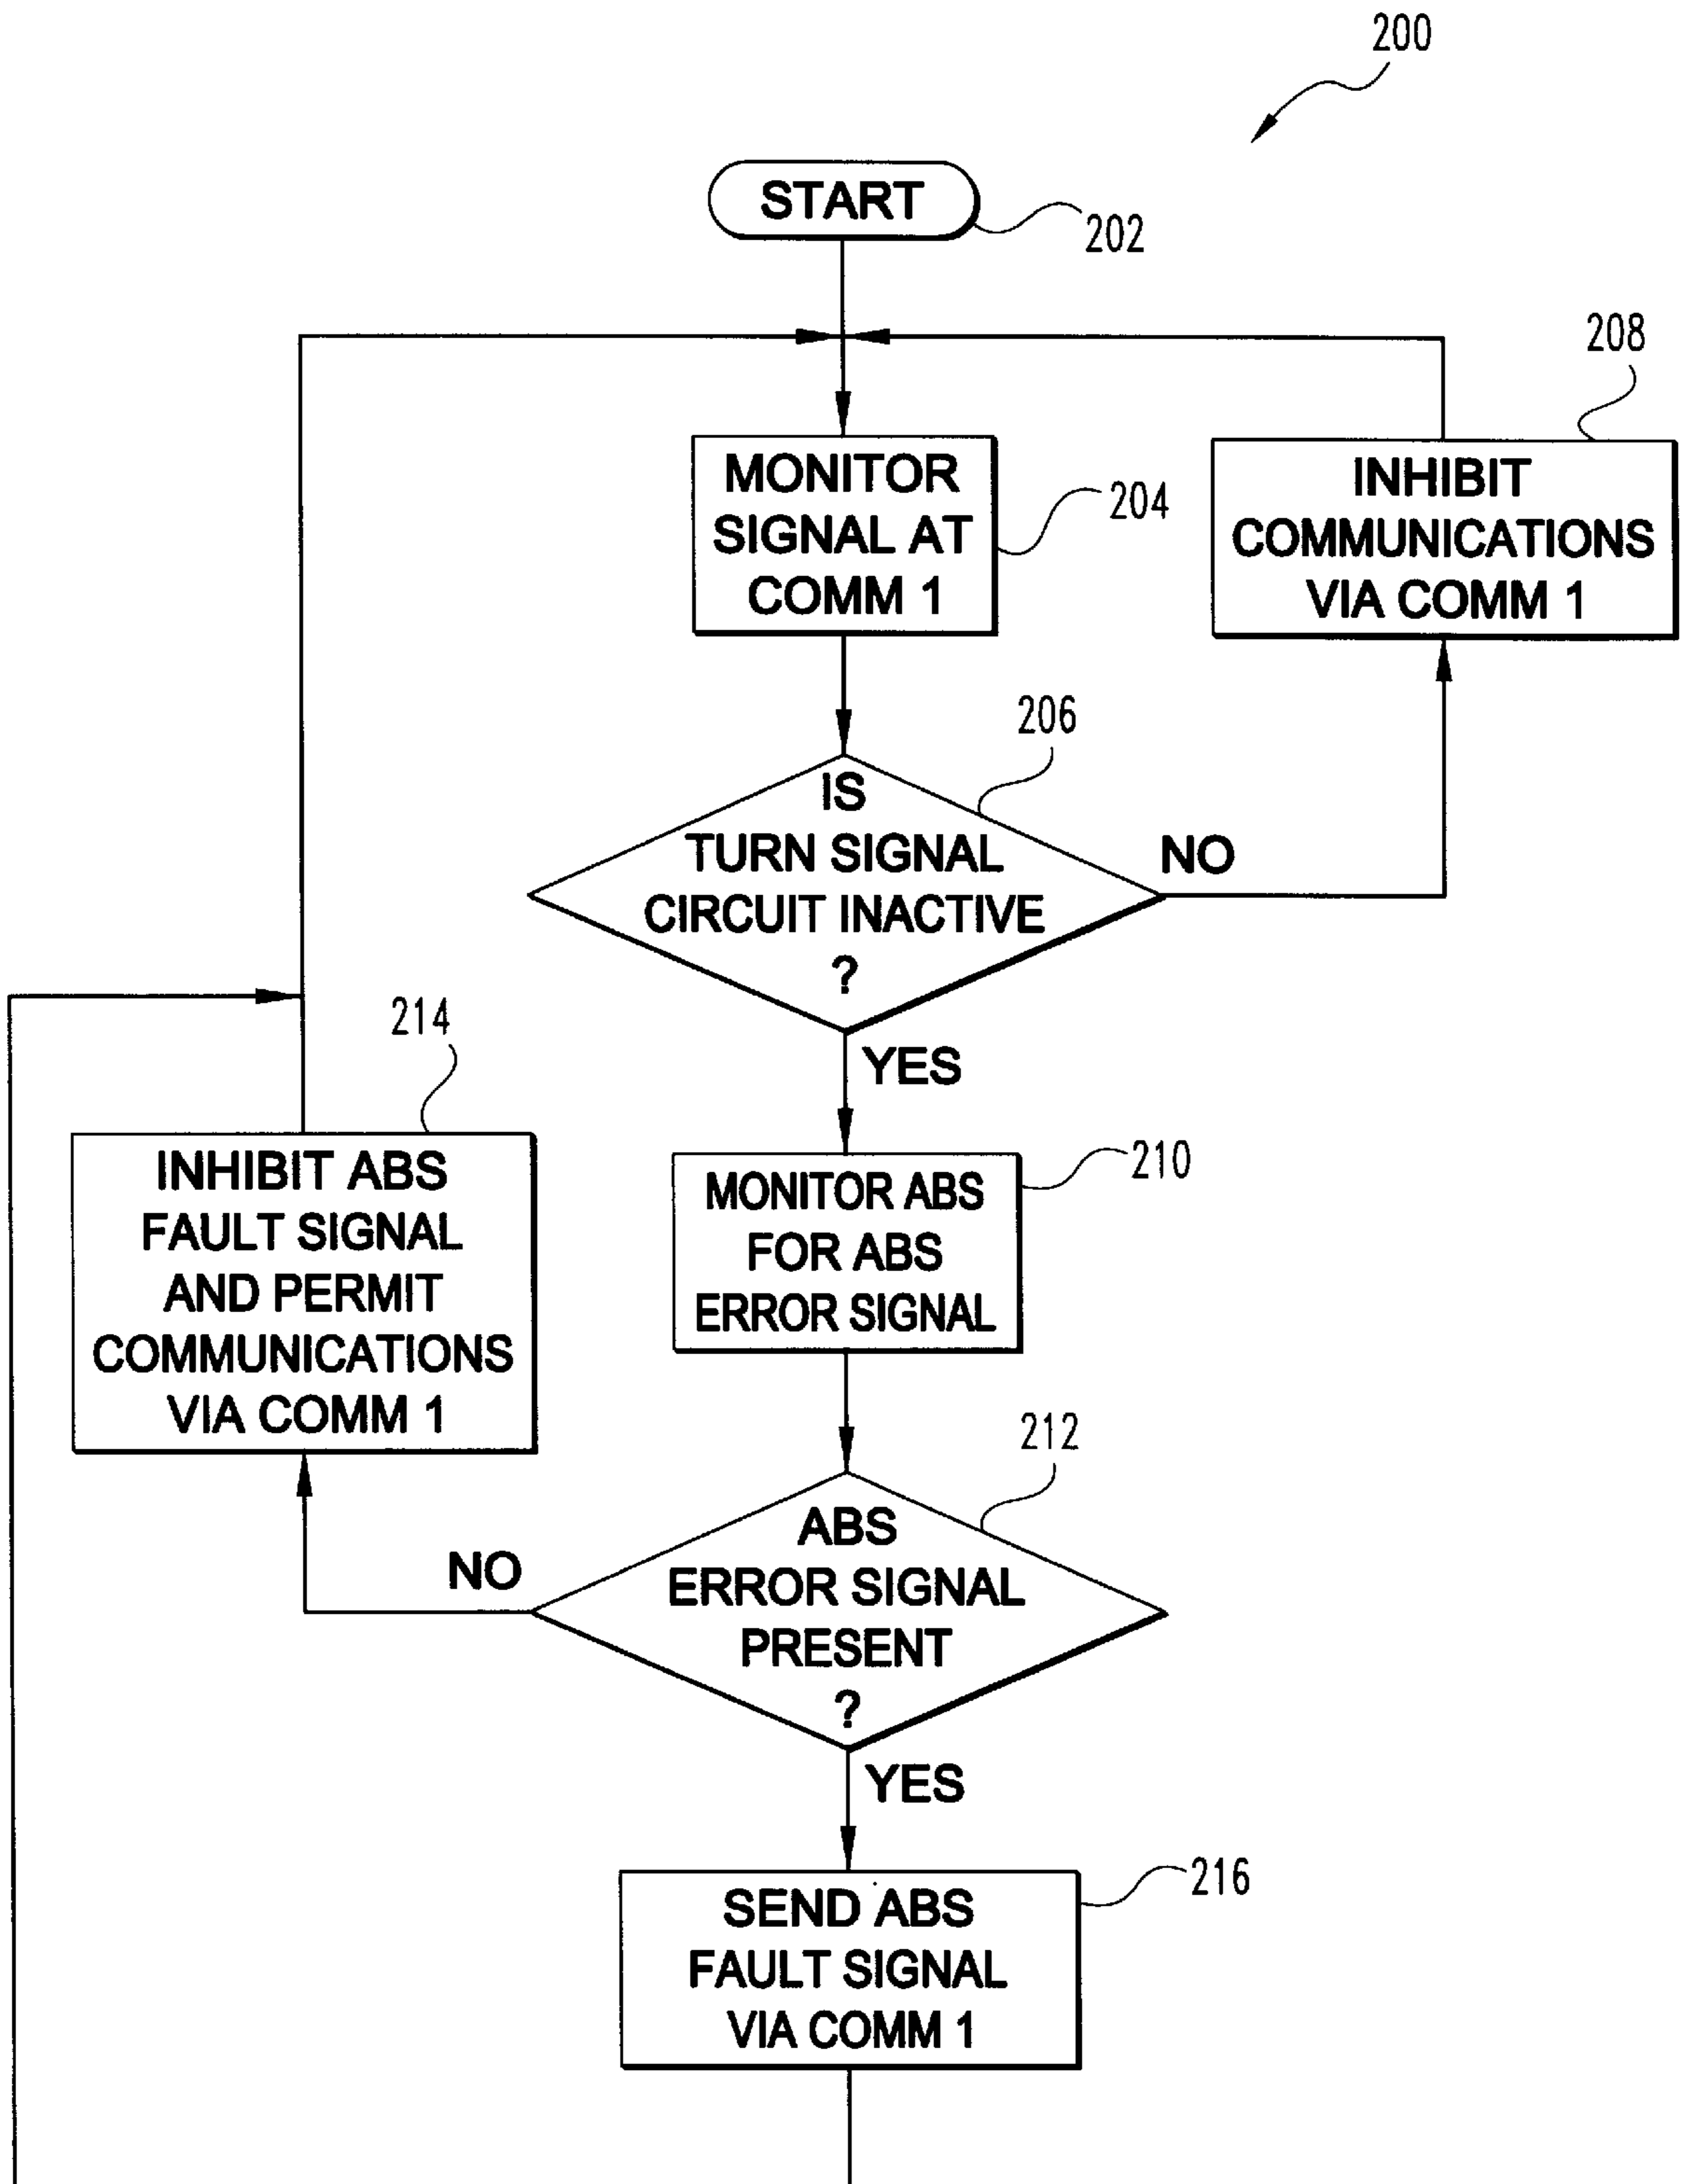 200
START
202
208
MONITOR
SIGNAL AT
COMM 1
204
INHIBIT
COMMUNICATIONS
VIA COMM 1
206
IS
TURN SIGNAL
CIRCUIT INACTIVE
?
NO
YES
214
INHIBIT ABS
FAULT SIGNAL
AND PERMIT
COMMUNICATIONS
VIA COMM 1
210
MONITOR ABS
FOR ABS
ERROR SIGNAL
212
ABS
ERROR SIGNAL
PRESENT
?
NO
YES
216
SEND ABS
FAULT SIGNAL
VIA COMM 1